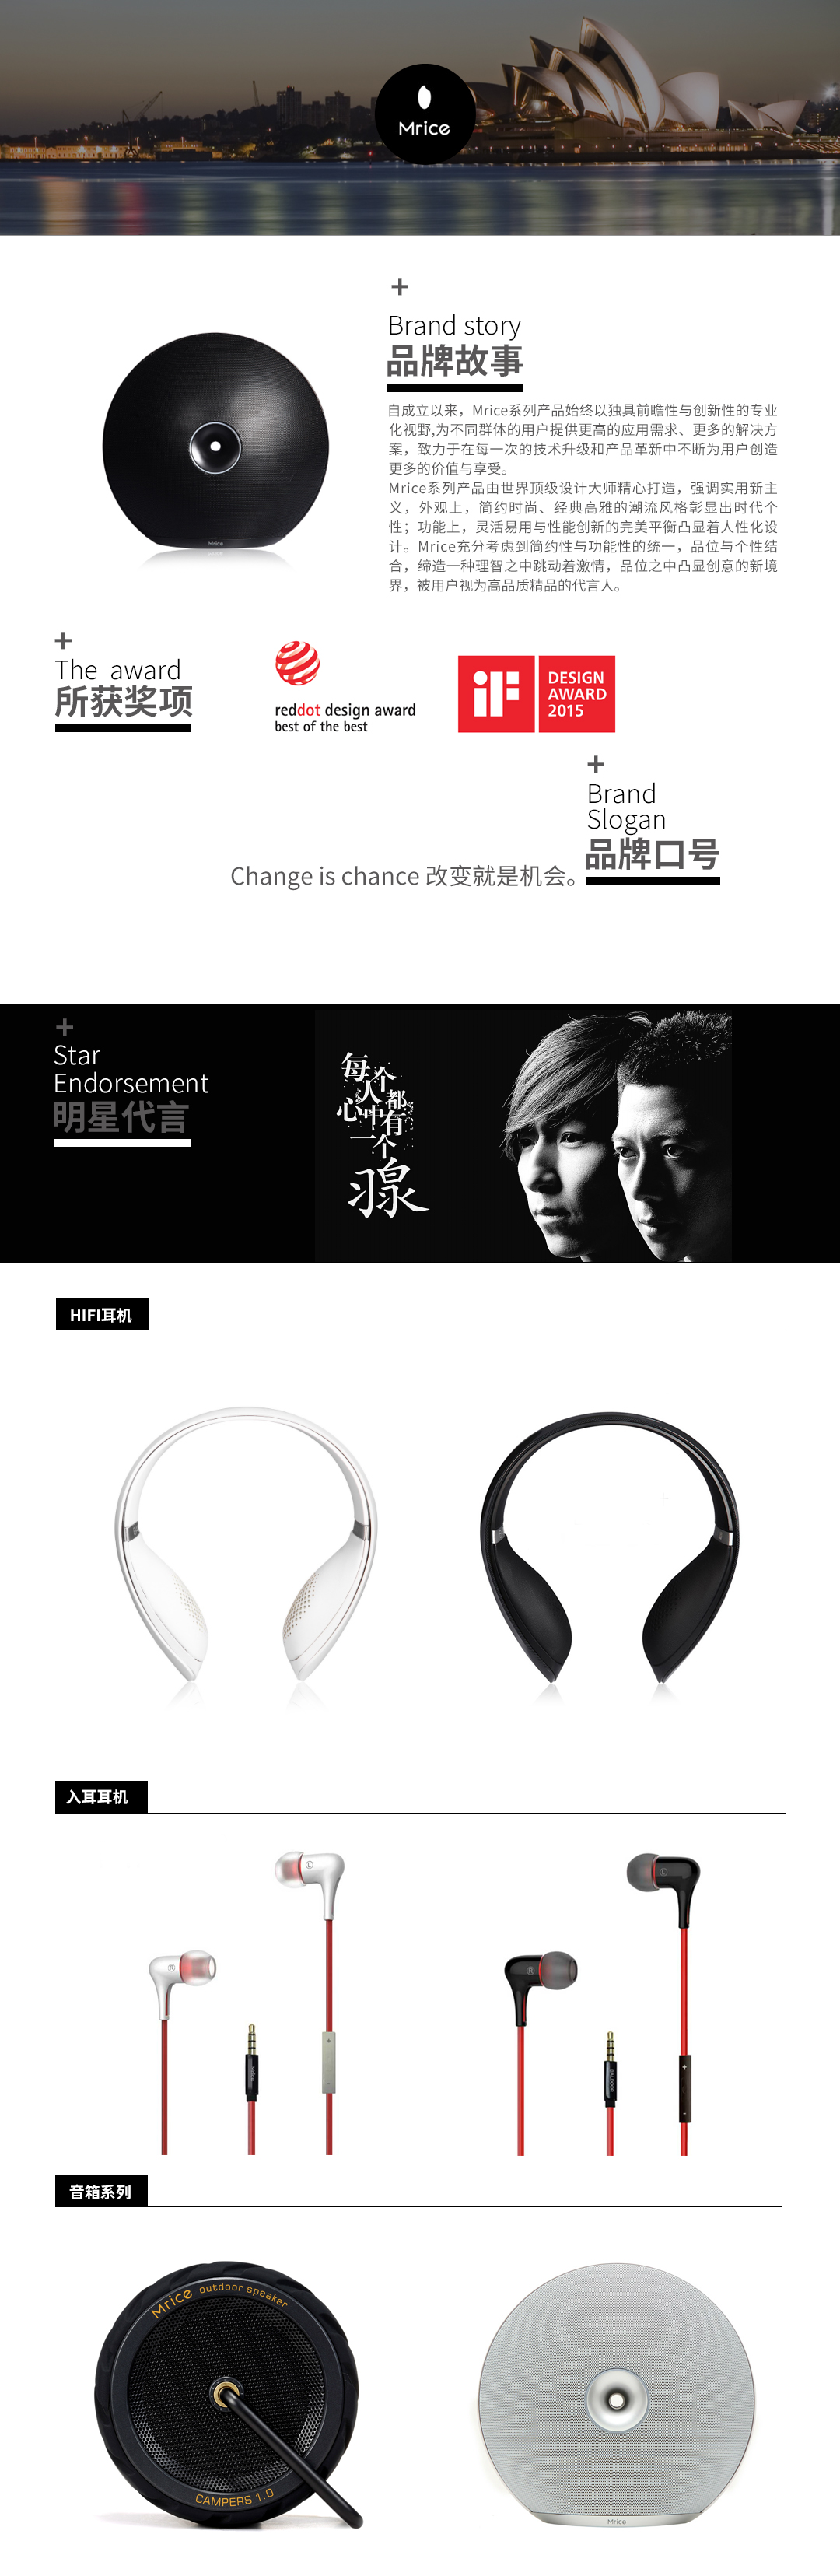 Mrice
Brand story
品牌故事
自成立以来，Mrice系列产品始终以独具前瞻性与创新性的专业
化视野,为不同群体的用户提供更高的应用需求、更多的解决方
案，致力于在每一次的技术升级和产品革新中不断为用户创造
更多的价值与享受。
Mrice系列产品由世界顶级设计大师精心打造，强调实用新主
义，外观上，简约时尚、经典高雅的潮流风格彰显出时代个
性；功能上，灵活易用与性能创新的完美平衡凸显着人性化设
计。Mrice充分考虑到简约性与功能性的统一，品位与个性结
合，缔造一种理智之中跳动着激情，品位之中凸显创意的新境
界，被用户视为高品质精品的代言人。
Mrice
The award
所获奖项
reddot design award
best of the best
iF
DESIGN
AWARD
2015
Brand
Slogan
品牌口号
Change is chance 改变就是机会。
Star
Endorsement
明星代言
每个
人
心中都
有
一个
HIFI耳机
入耳耳机
L
R
L
R
音箱系列
Mrice outdoor speaker
CAMPERS 1.0
Mrice